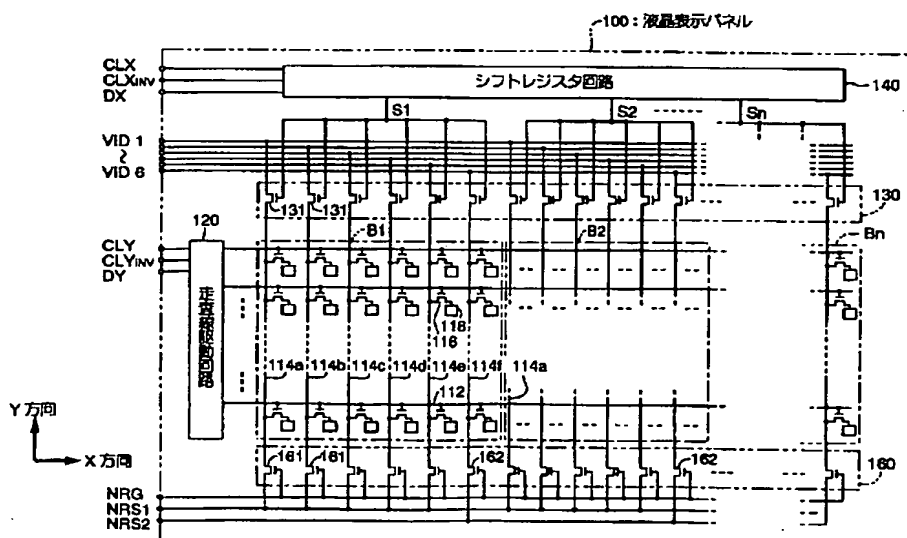 100:液晶表示パネル
CLX
CLXINV
DX
シフトレジスタ回路
140
S1
S2
Sn
VID 1
~
VID 6
131
131
130
120
B1
B2
Bn
CLY
CLYINV
DY
走査線駆動回路
118
116
114a
114b
114c
114d
114e
114f
114a
112
Y 方向
X 方向
161
161
162
162
160
NRG
NRS1
NRS2